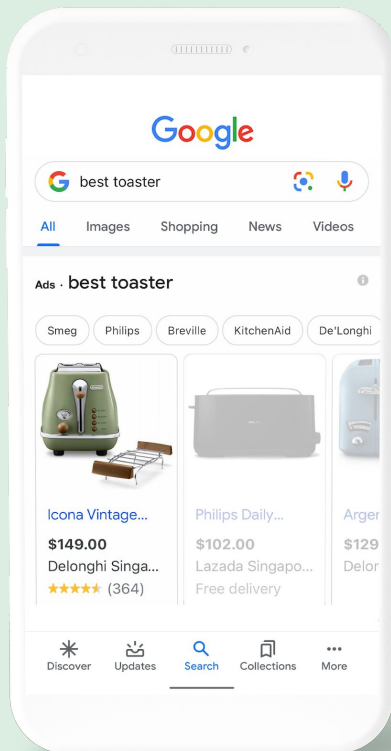 Google
best toaster
All Images Shopping News Videos
Ads · best toaster
Smeg Philips Breville KitchenAid De'Longhi
Icona Vintage... Philips Daily... Arger
$149.00 $102.00 $129
Delonghi Singa... Lazada Singapo... Delor
(364) Free delivery
Discover Updates Search Collections More